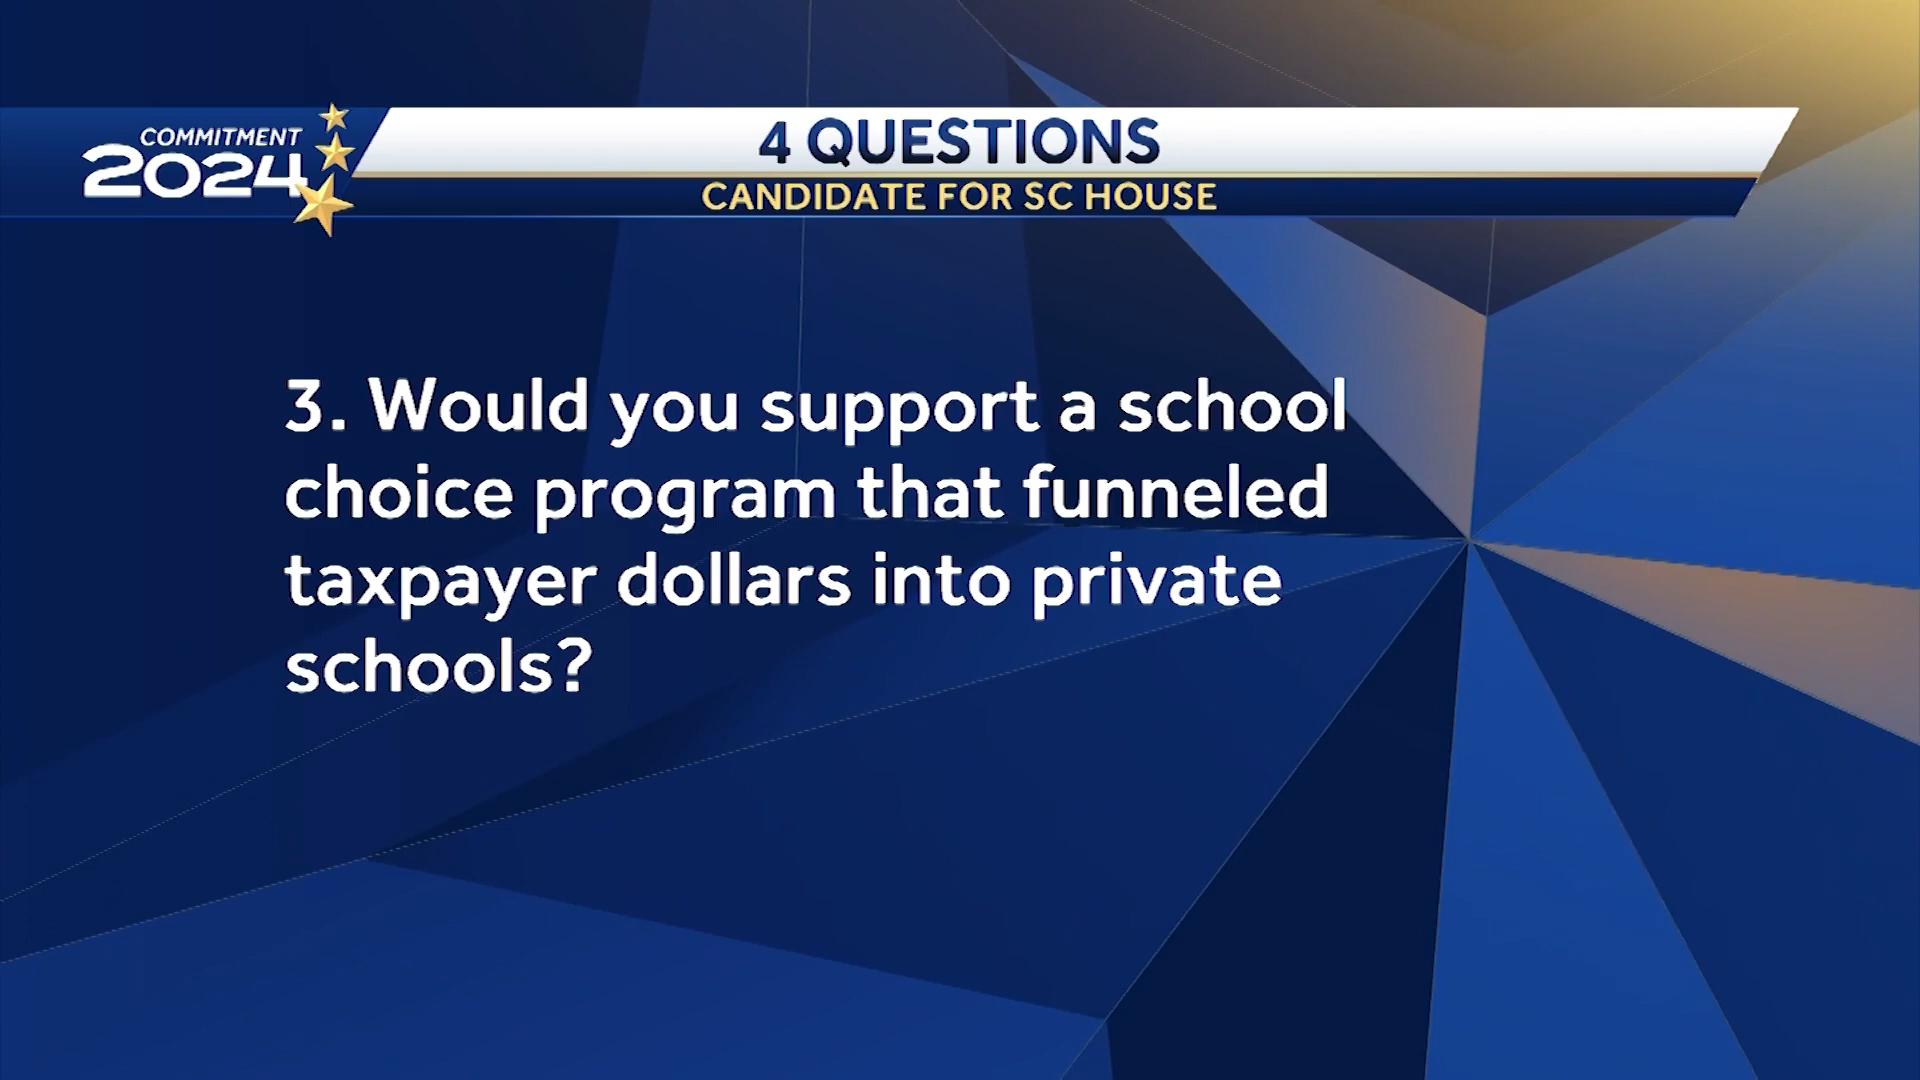 COMMITMENT
2024
4 QUESTIONS
CANDIDATE FOR SC HOUSE
3. Would you support a school
choice program that funneled
taxpayer dollars into private
schools?